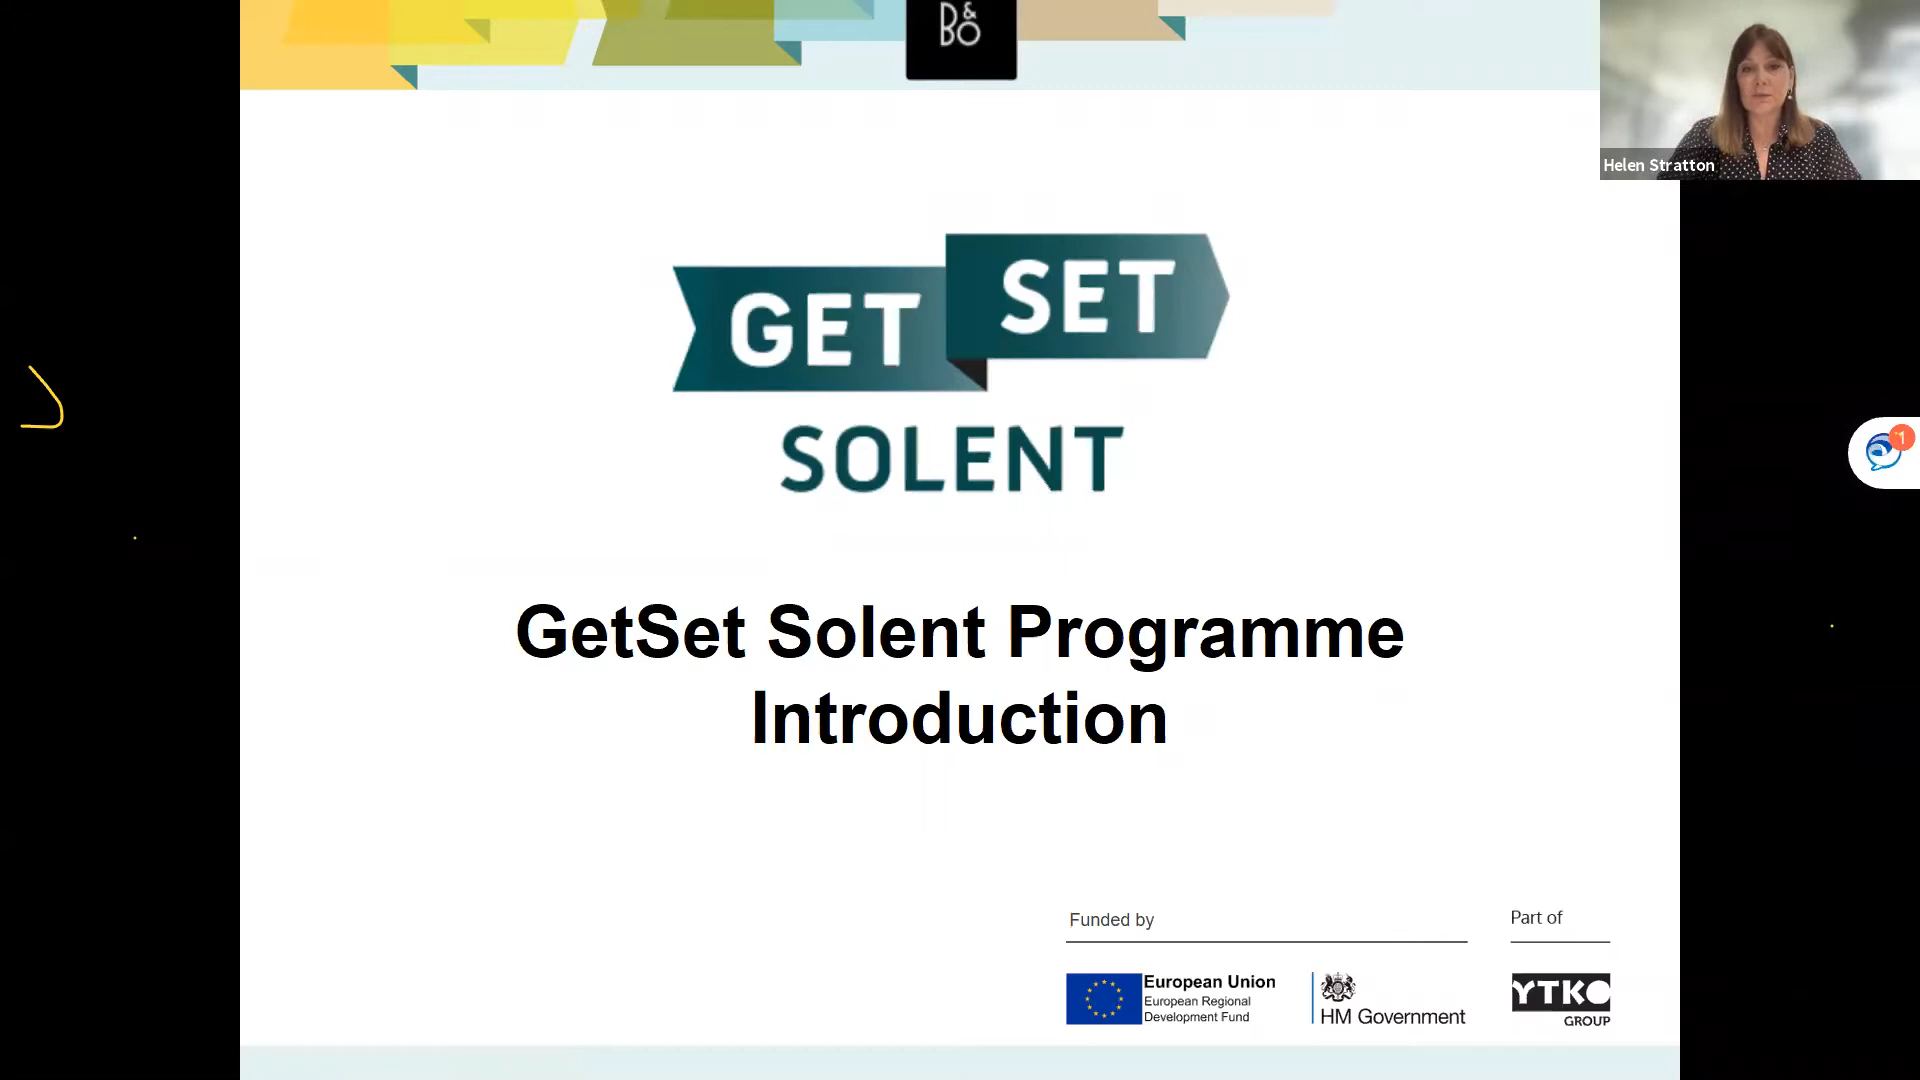 B&O
Helen Stratton
GET SET
SOLENT
1
GetSet Solent Programme
Introduction
Funded by
Part of
European Union
European Regional
Development Fund
HM Government
YTKO
GROUP